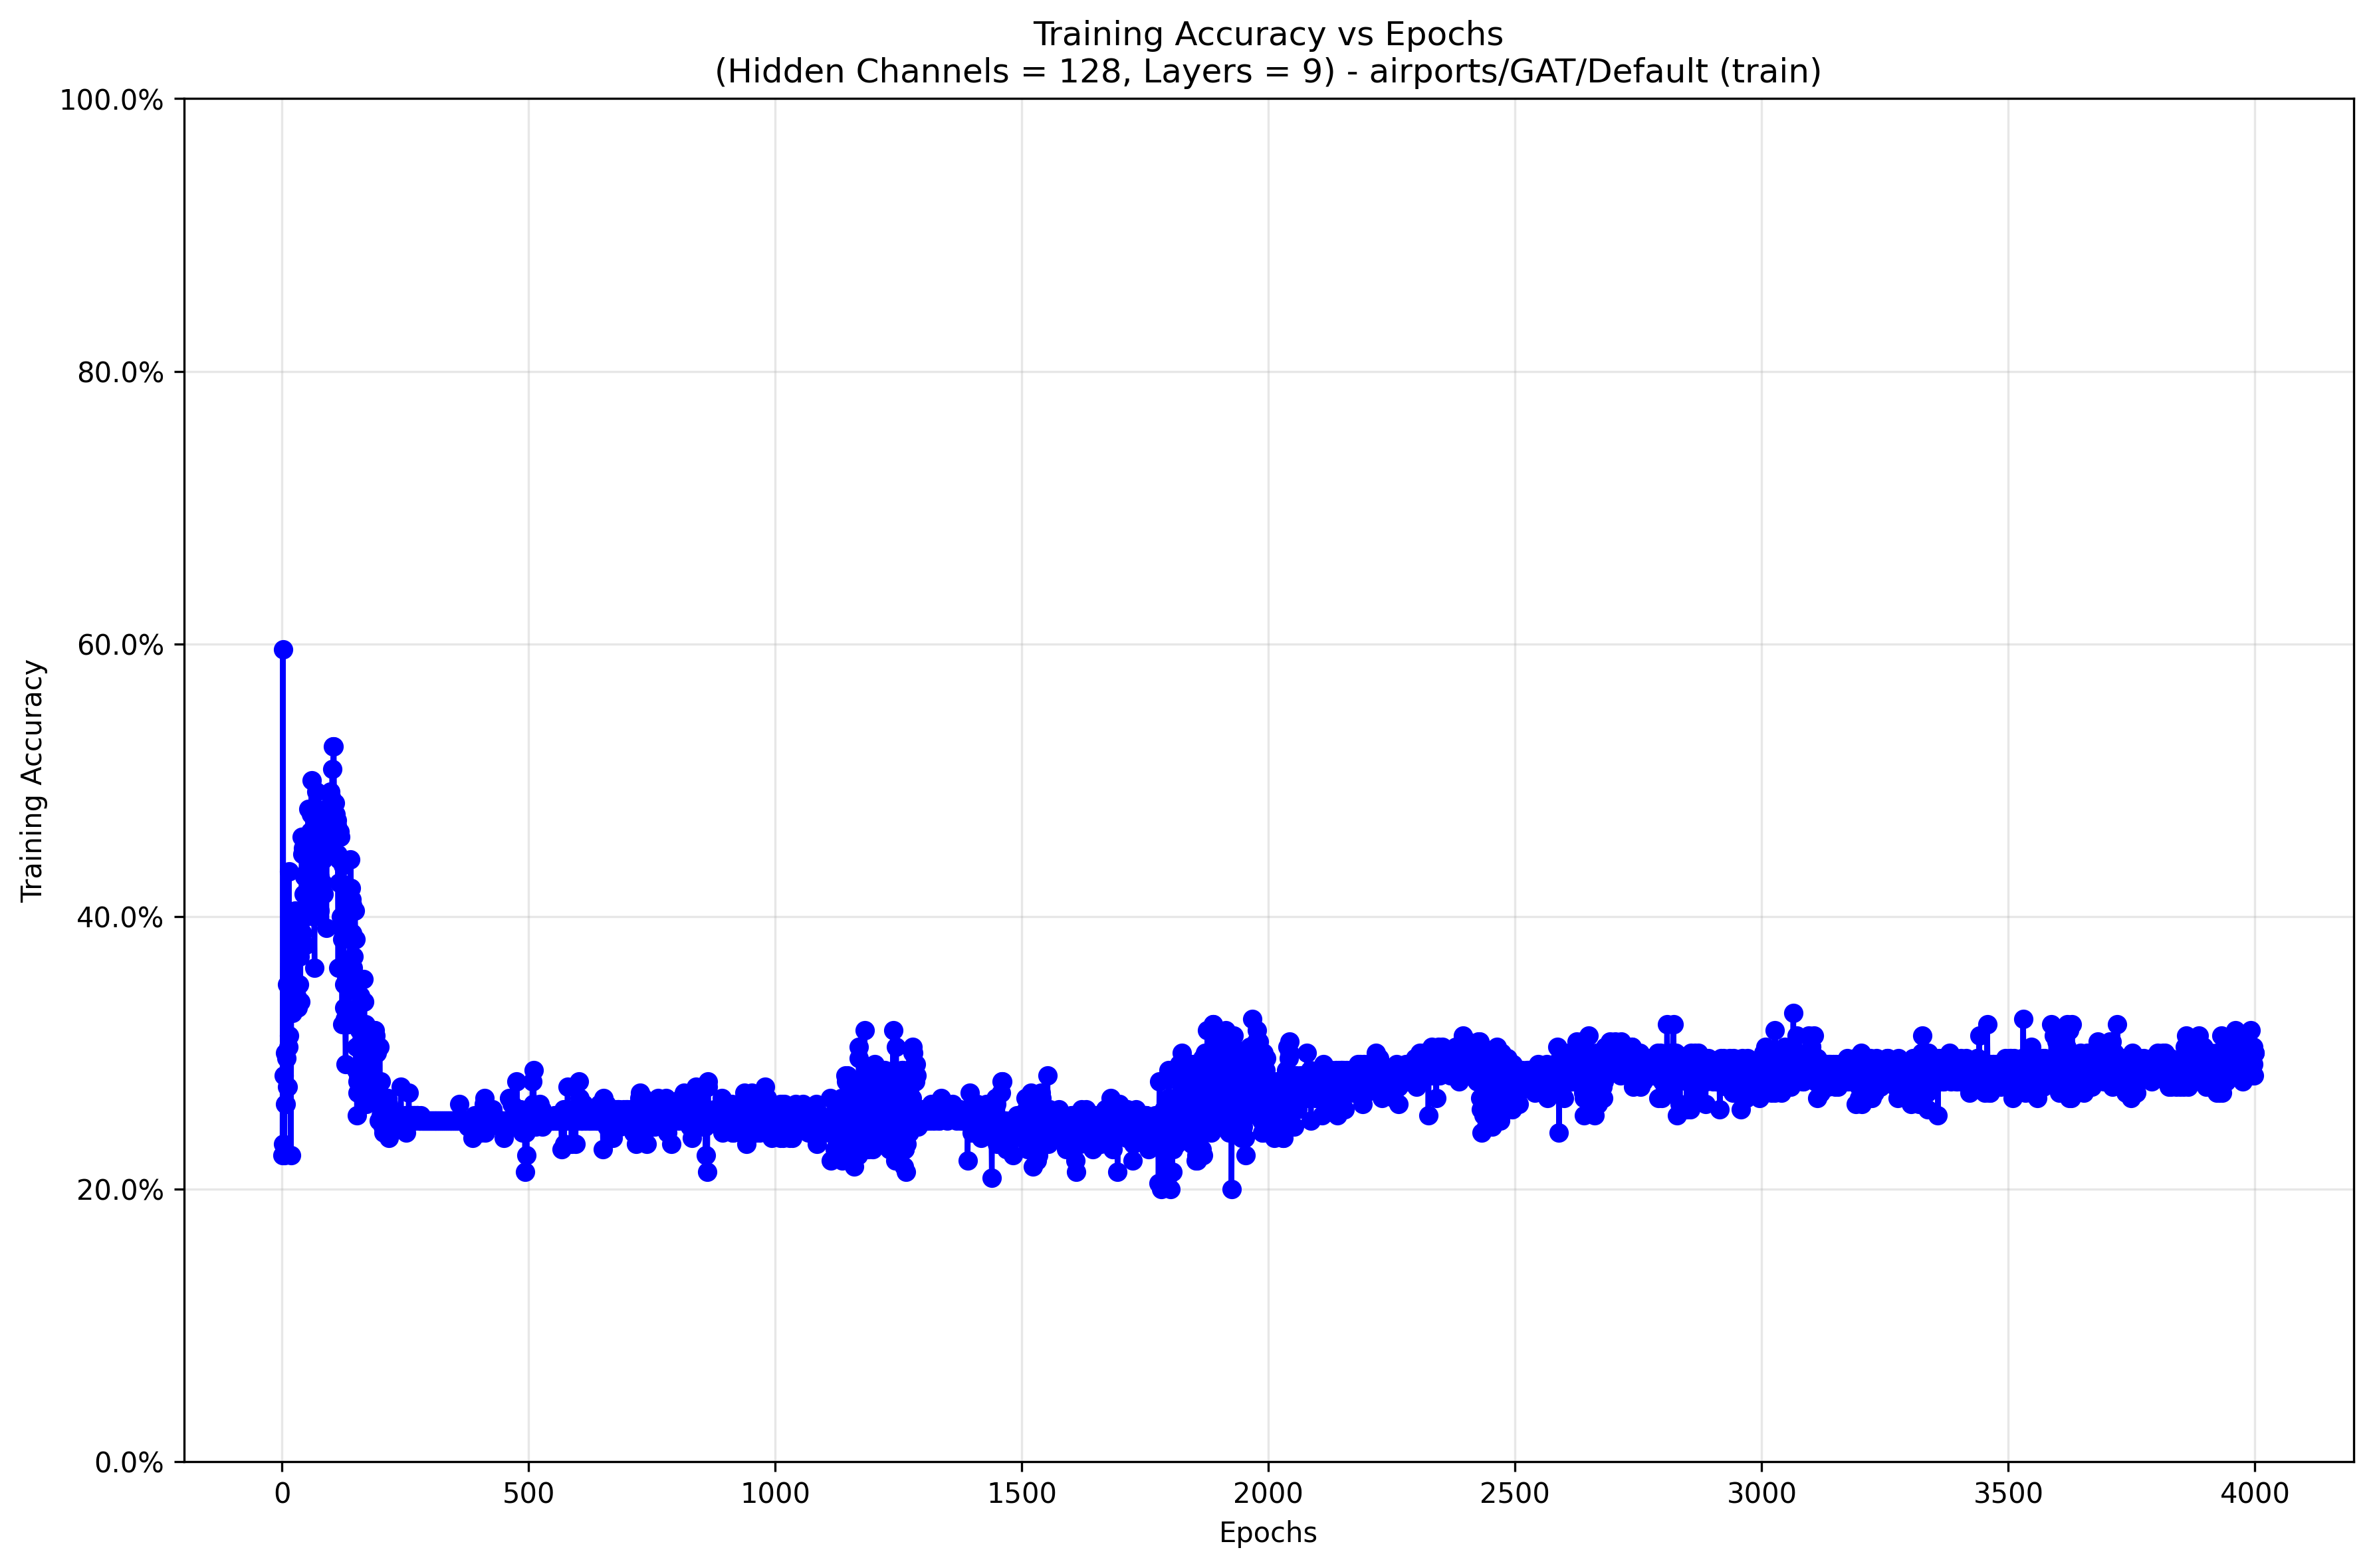 Training Accuracy vs Epochs
(Hidden Channels = 128, Layers = 9) - airports/GAT/Default (train)
100.0%
80.0%
60.0%
40.0%
20.0%
0.0%
Training Accuracy
0 500 1000 1500 2000 2500 3000 3500 4000
Epochs